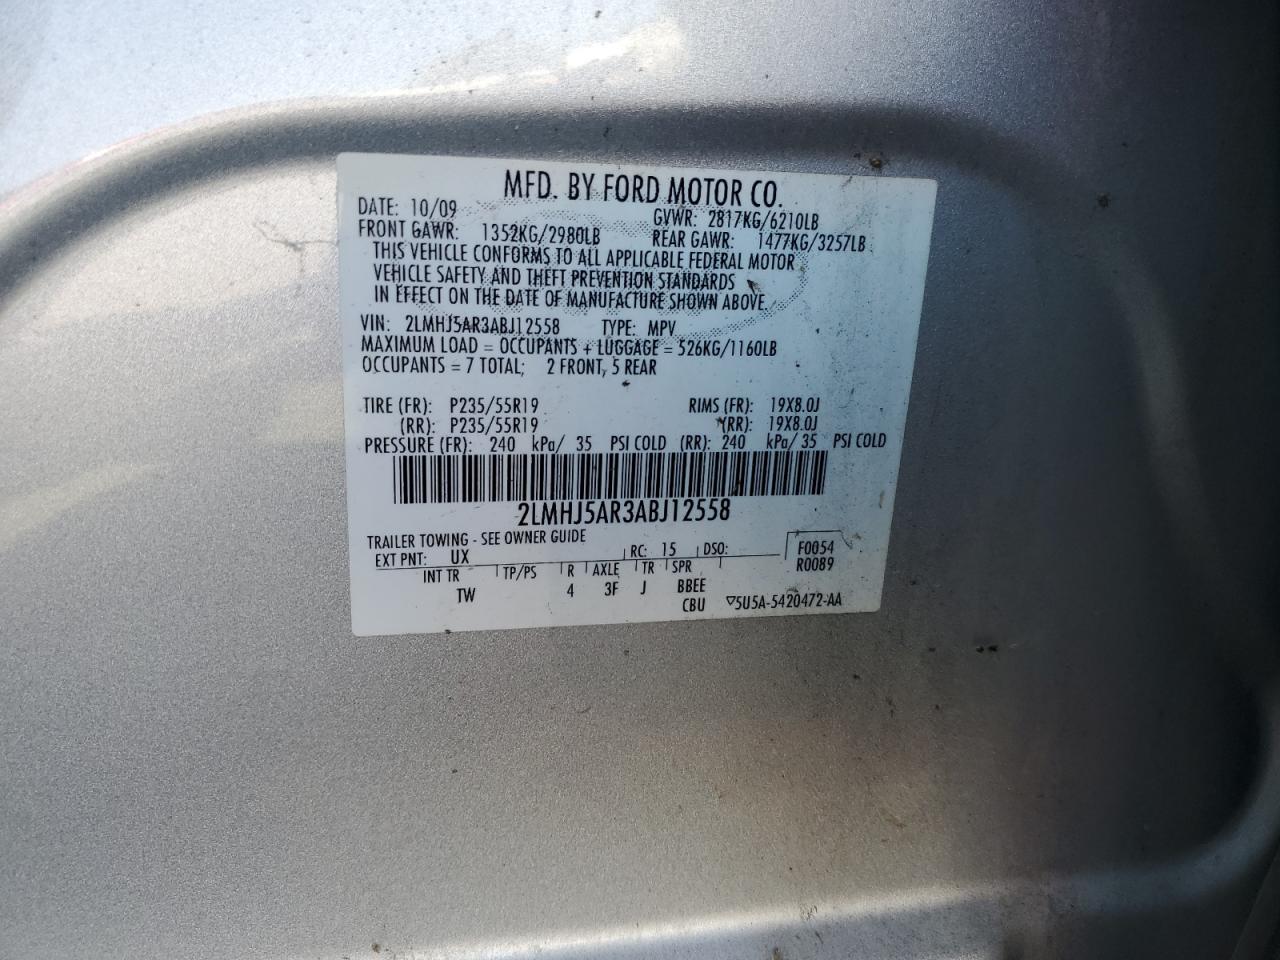 MFD. BY FORD MOTOR CO.
DATE: 10/09 GVWR: 2817KG/6210LB
FRONT GAWR: 1352KG/2980LB REAR GAWR: 1477KG/3257LB
THIS VEHICLE CONFORMS TO ALL APPLICABLE FEDERAL MOTOR
VEHICLE SAFETY AND THEFT PREVENTION STANDARDS
IN EFFECT ON THE DATE OF MANUFACTURE SHOWN ABOVE.
VIN: 2LMHJ5AR3ABJ12558 TYPE: MPV
MAXIMUM LOAD = OCCUPANTS + LUGGAGE = 526KG/1160LB
OCCUPANTS = 7 TOTAL; 2 FRONT, 5 REAR
TIRE (FR): P235/55R19 RIMS (FR): 19X8.0J
(RR): P235/55R19 (RR): 19X8.0J
PRESSURE (FR): 240 kPa/ 35 PSI COLD (RR): 240 kPa/ 35 PSI COLD
2LMHJ5AR3ABJ12558
TRAILER TOWING - SEE OWNER GUIDE
EXT PNT: UX RC: 15 DSO: F0054
R0089
INT TR TP/PS R AXLE TR SPR
TW 4 3F J BBEE
CBU ▽5U5A-5420472-AA